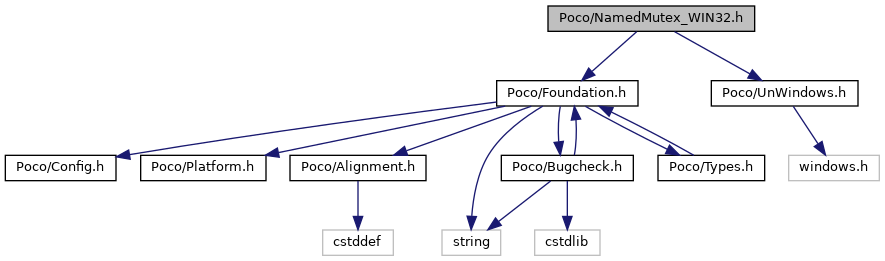 Poco/NamedMutex_WIN32.h
Poco/Foundation.h
Poco/UnWindows.h
Poco/Config.h
Poco/Platform.h
Poco/Alignment.h
Poco/Bugcheck.h
Poco/Types.h
windows.h
cstddef
string
cstdlib